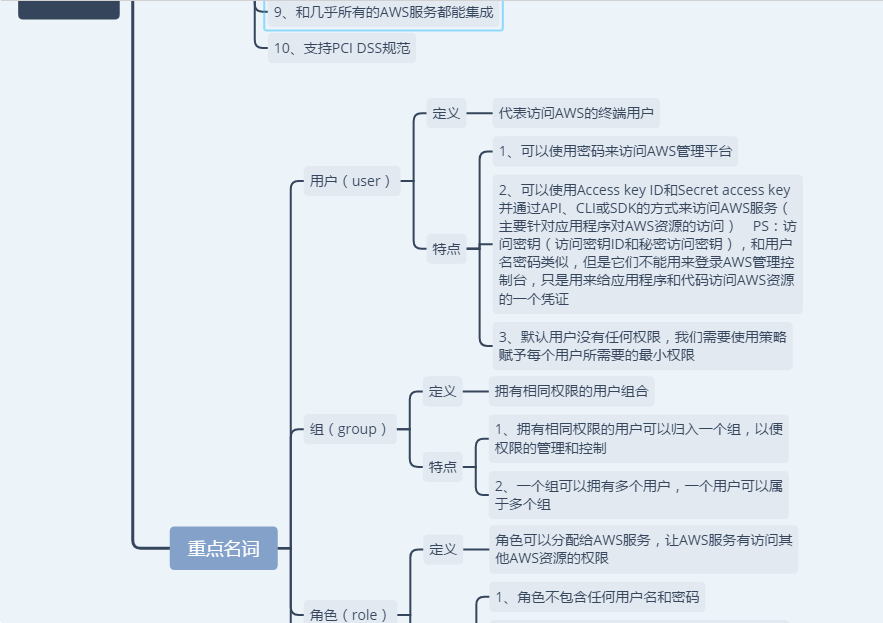 9、和几乎所有的AWS服务都能集成
10、支持PCI DSS规范
定义
代表访问AWS的终端用户
1、可以使用密码来访问AWS管理平台
用户（user）
2、可以使用Access key ID和Secret access key
并通过API、CLI或SDK的方式来访问AWS服务（
主要针对应用程序对AWS资源的访问） PS：访
问密钥（访问密钥ID和秘密访问密钥），和用户
名密码类似，但是它们不能用来登录AWS管理控
制台，只是用来给应用程序和代码访问AWS资源
的一个凭证
特点
3、默认用户没有任何权限，我们需要使用策略
赋予每个用户所需要的最小权限
定义
拥有相同权限的用户组合
组（group）
1、拥有相同权限的用户可以归入一个组，以便
权限的管理和控制
特点
2、一个组可以拥有多个用户，一个用户可以属
于多个组
重点名词
定义
角色可以分配给AWS服务，让AWS服务有访问其
他AWS资源的权限
1、角色不包含任何用户名和密码
角色（role）